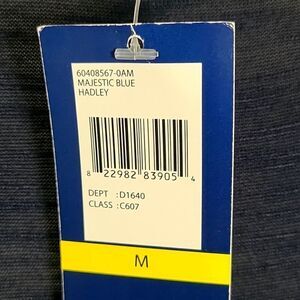 60408567-0AM
MAJESTIC BLUE
HADLEY
8 22982 83905 4
DEPT :D1640
CLASS :C607
M